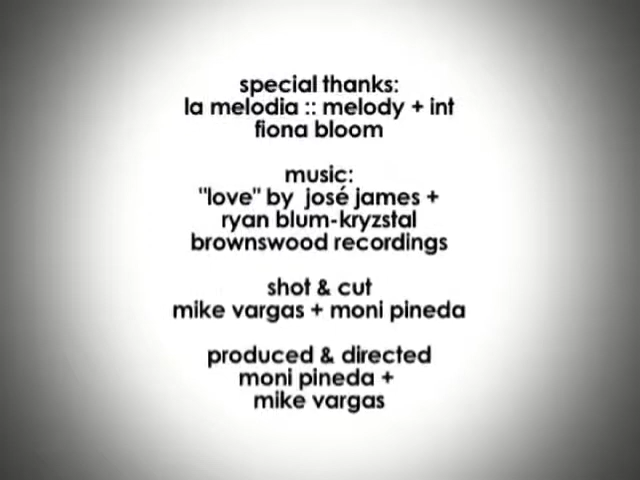 special thanks:
la melodia :: melody + int
fiona bloom
music:
"love" by josé james +
ryan blum-kryzstal
brownswood recordings
shot & cut
mike vargas + moni pineda
produced & directed
moni pineda +
mike vargas